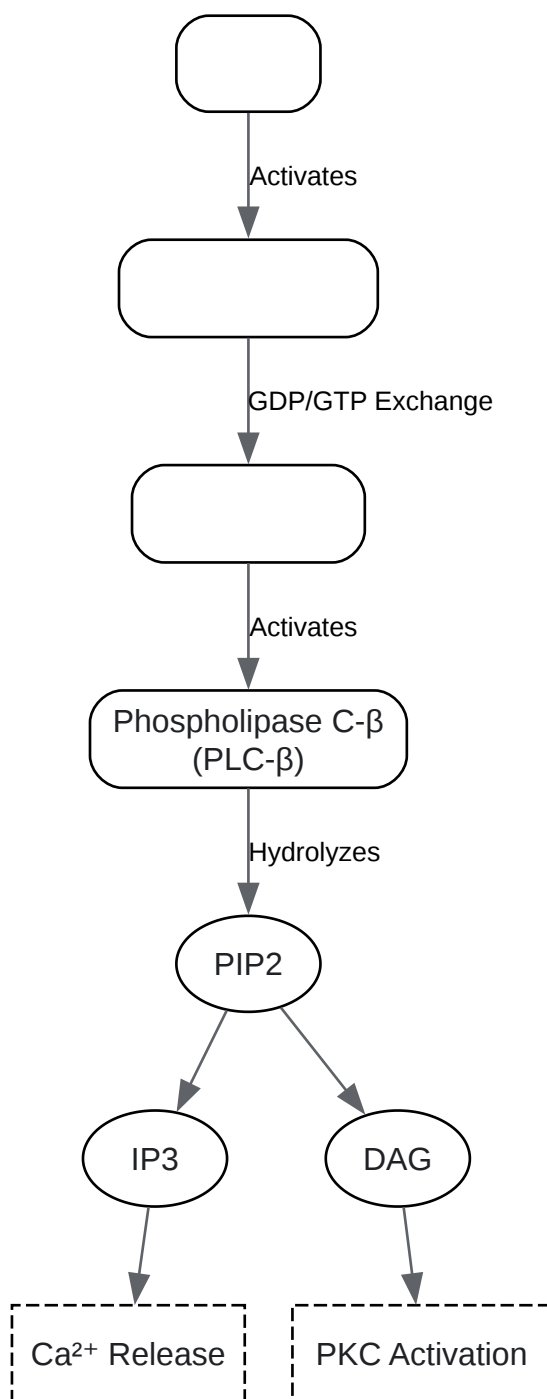 Activates
GDP/GTP Exchange
Activates
Phospholipase C-β
(PLC-β)
Hydrolyzes
PIP2
IP3
DAG
Ca²⁺ Release
PKC Activation